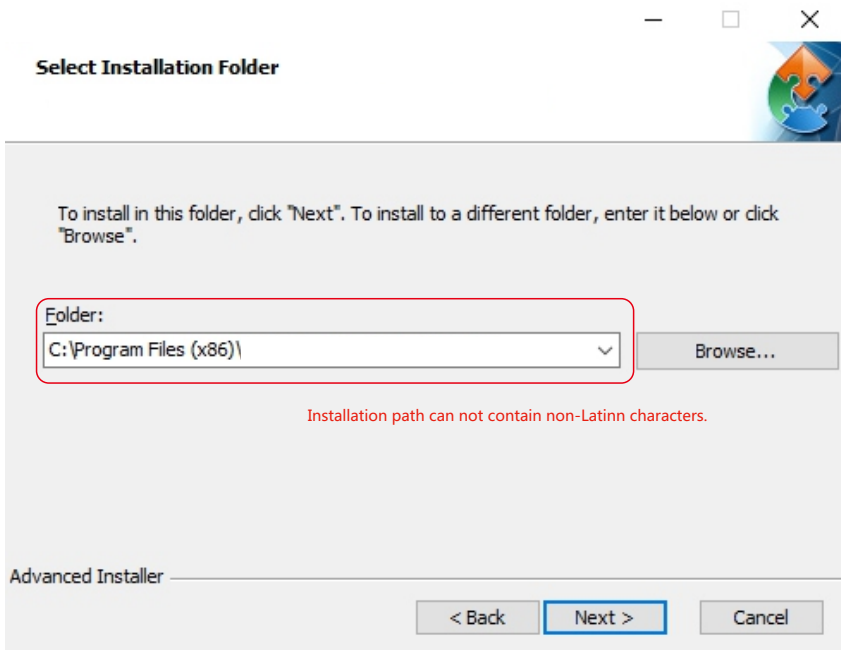 Select Installation Folder
To install in this folder, click "Next". To install to a different folder, enter it below or click
"Browse".
Folder:
C:\Program Files (x86)\
Browse...
Installation path can not contain non-Latinn characters.
Advanced Installer
< Back
Next >
Cancel